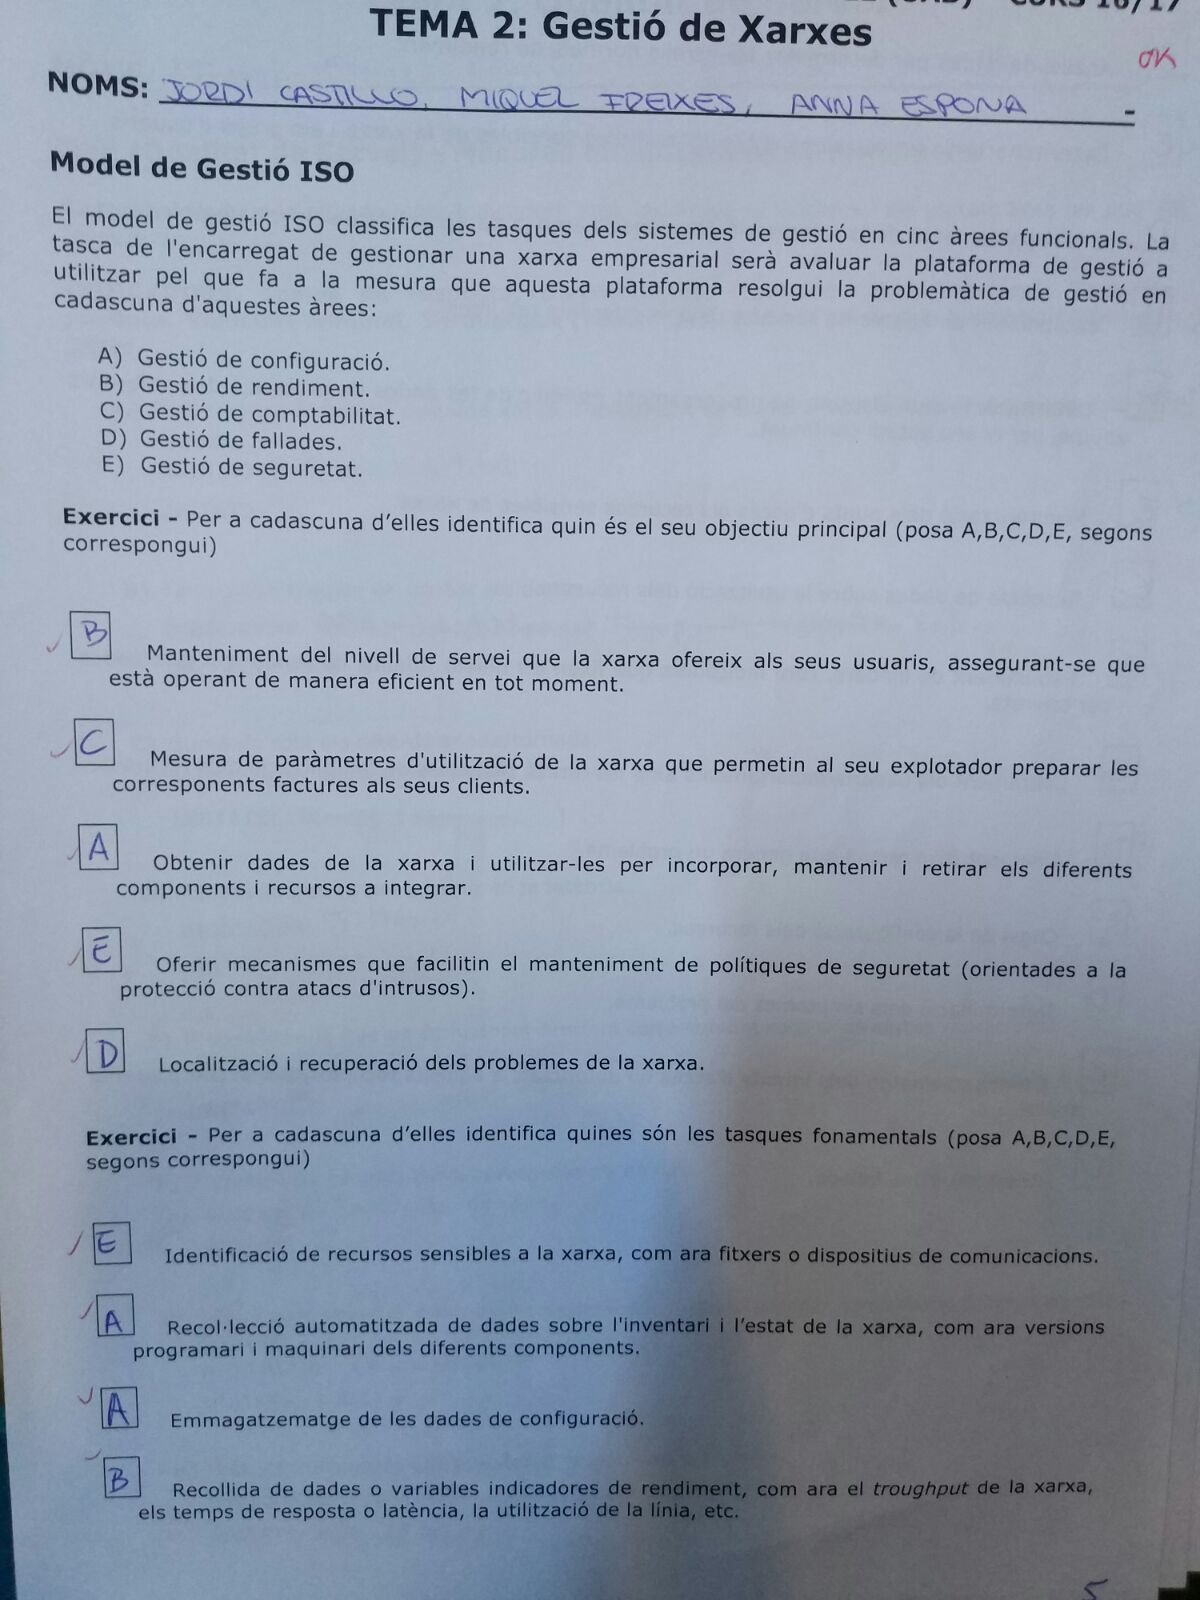 CURS 16/17
TEMA 2: Gestió de Xarxes
OK
NOMS: JORDI CASTILLO, MIQUEL FREIXES, ANNA ESPONA -
Model de Gestió ISO
El model de gestió ISO classifica les tasques dels sistemes de gestió en cinc àrees funcionals. La
tasca de l'encarregat de gestionar una xarxa empresarial serà avaluar la plataforma de gestió a
utilitzar pel que fa a la mesura que aquesta plataforma resolgui la problemàtica de gestió en
cadascuna d'aquestes àrees:
A) Gestió de configuració.
B) Gestió de rendiment.
C) Gestió de comptabilitat.
D) Gestió de fallades.
E) Gestió de seguretat.
Exercici - Per a cadascuna d’elles identifica quin és el seu objectiu principal (posa A,B,C,D,E, segons
correspongui)
B
Manteniment del nivell de servei que la xarxa ofereix als seus usuaris, assegurant-se que
està operant de manera eficient en tot moment.
C
Mesura de paràmetres d'utilització de la xarxa que permetin al seu explotador preparar les
corresponents factures als seus clients.
A
Obtenir dades de la xarxa i utilitzar-les per incorporar, mantenir i retirar els diferents
components i recursos a integrar.
E
Oferir mecanismes que facilitin el manteniment de polítiques de seguretat (orientades a la
protecció contra atacs d'intrusos).
D
Localització i recuperació dels problemes de la xarxa.
Exercici - Per a cadascuna d’elles identifica quines són les tasques fonamentals (posa A,B,C,D,E,
segons correspongui)
E
Identificació de recursos sensibles a la xarxa, com ara fitxers o dispositius de comunicacions.
A
Recol·lecció automatitzada de dades sobre l'inventari i l’estat de la xarxa, com ara versions
programari i maquinari dels diferents components.
A
Emmagatzematge de les dades de configuració.
B
Recollida de dades o variables indicadores de rendiment, com ara el troughput de la xarxa,
els temps de resposta o latència, la utilització de la línia, etc.
5